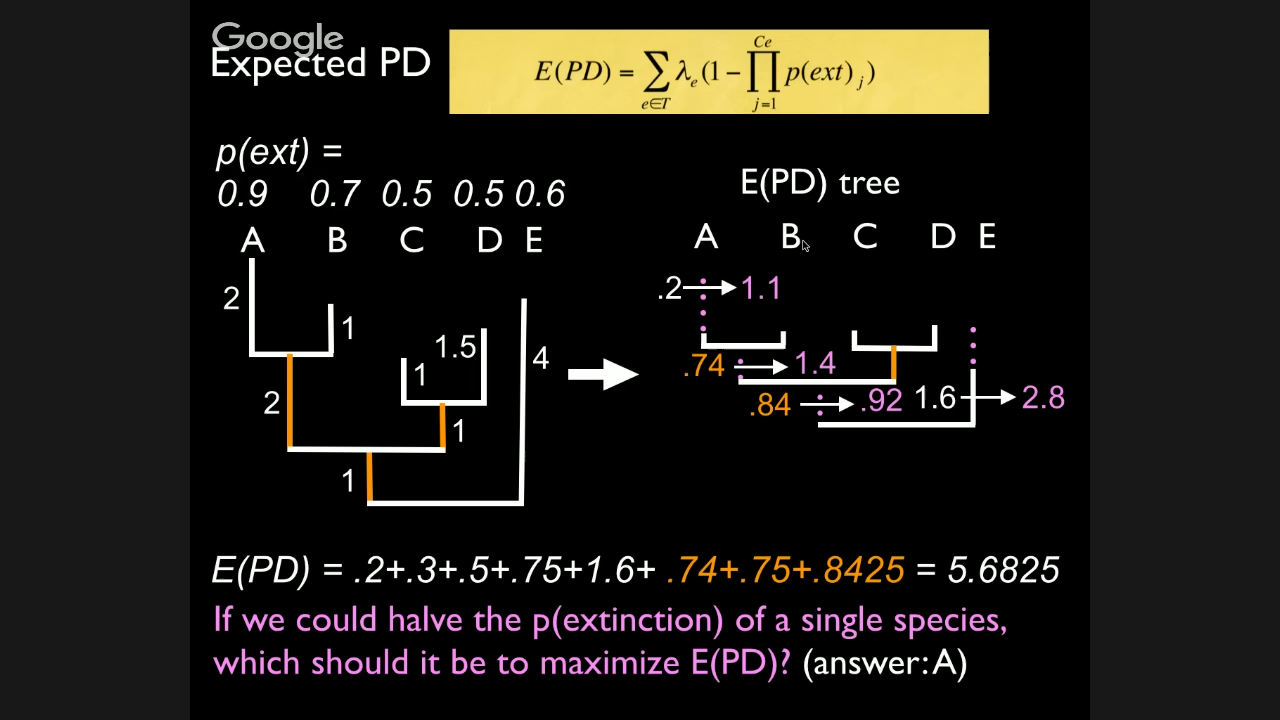 Google
Expected PD
E(PD) = ∑ e∈T λe (1 − ∏ j=1 Ce p(ext) j )
p(ext) =
0.9 0.7 0.5 0.5 0.6
A B C D E
2
1
1.5
1
4
2
1
1
E(PD) tree
A B C D E
.2 1.1
.74 1.4
.84 .92 1.6 2.8
E(PD) = .2+.3+.5+.75+1.6+ .74+.75+.8425 = 5.6825
If we could halve the p(extinction) of a single species,
which should it be to maximize E(PD)? (answer: A)